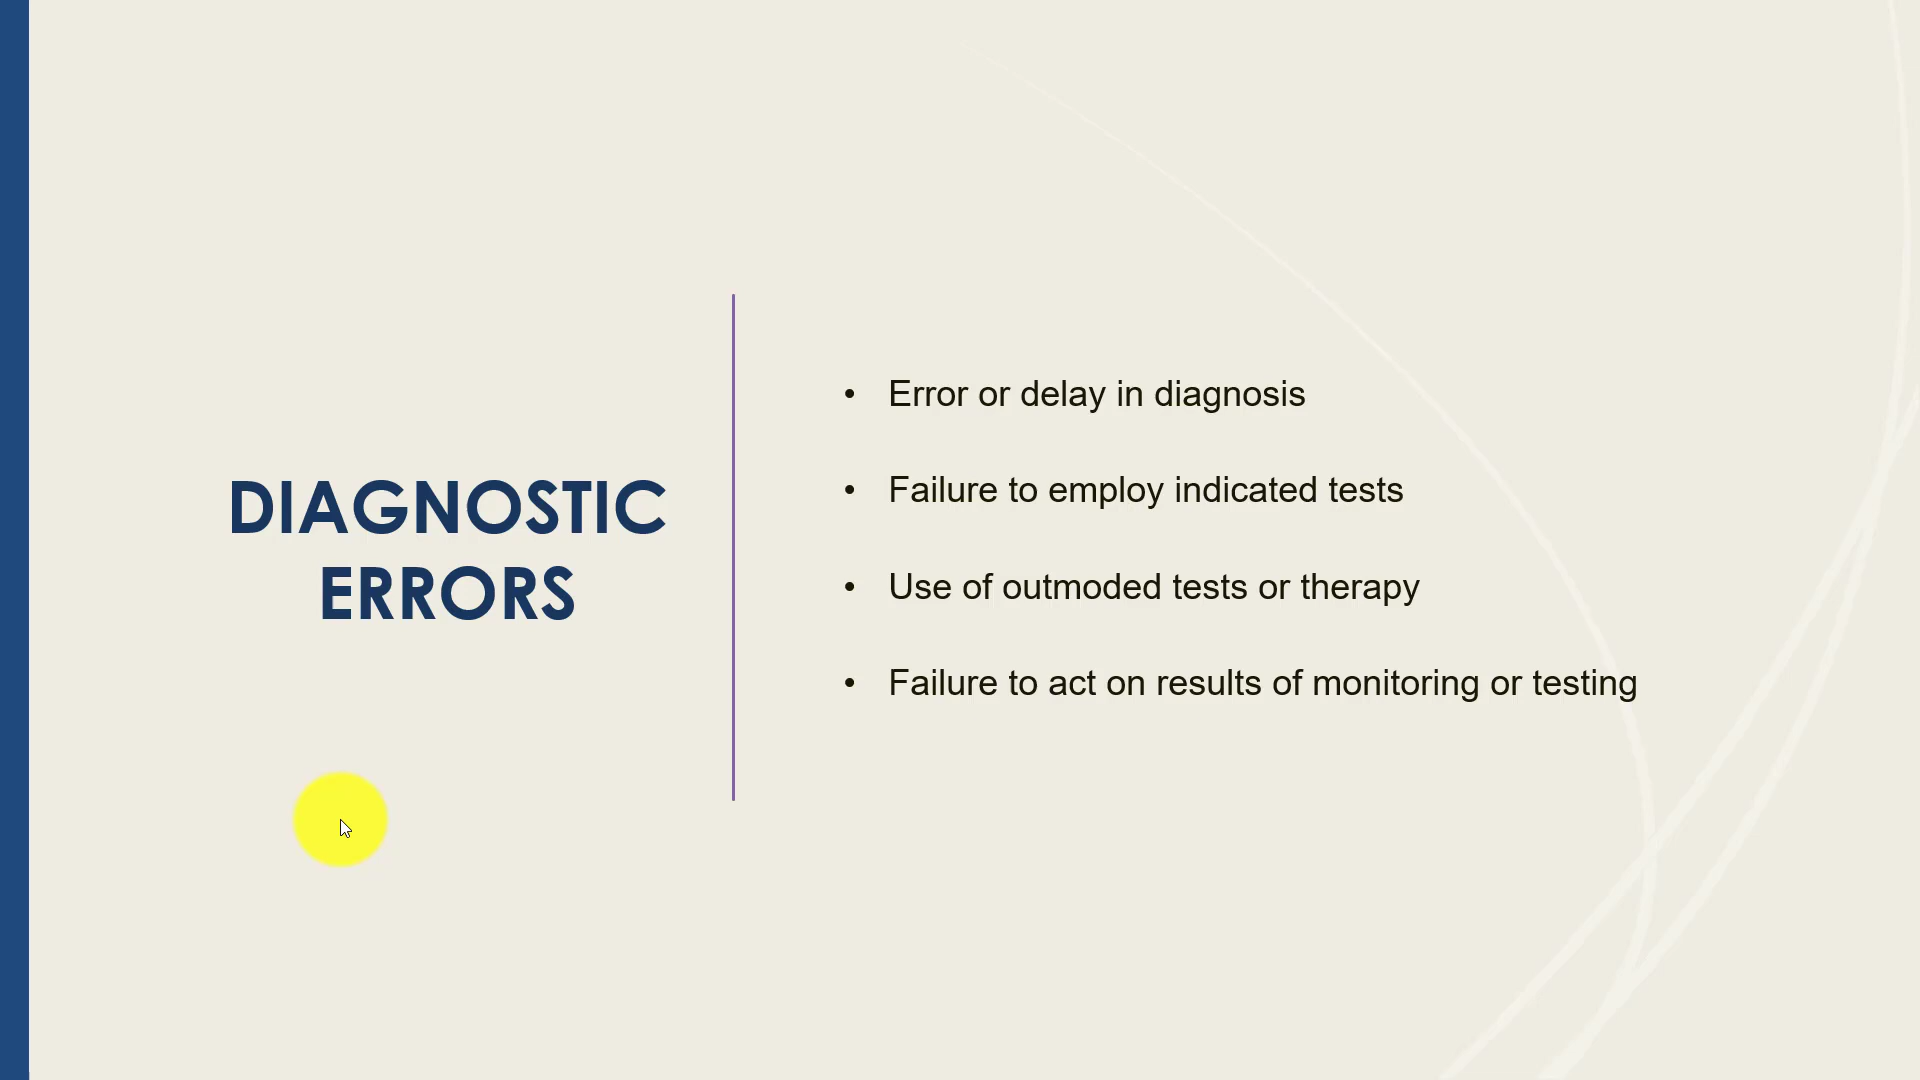 DIAGNOSTIC
ERRORS
• Error or delay in diagnosis
• Failure to employ indicated tests
• Use of outmoded tests or therapy
• Failure to act on results of monitoring or testing